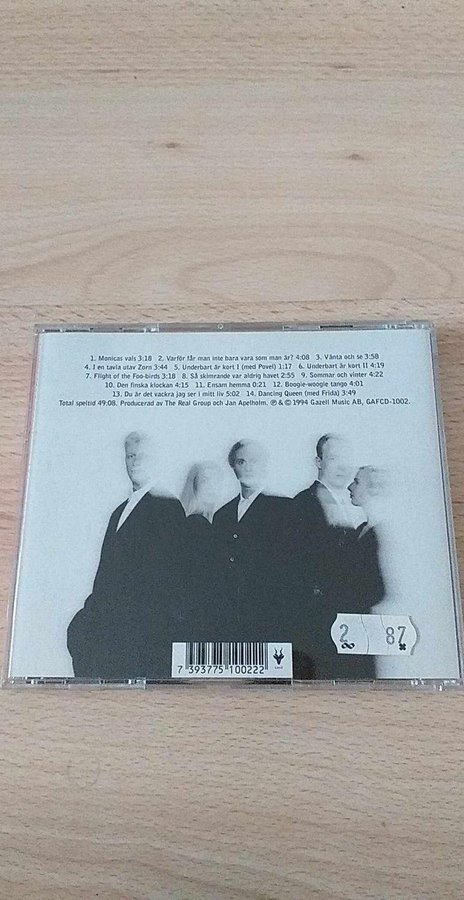 1. Monicas vals 3:18 2. Varför får man inte bara vara som man är? 4:08 3. Vänta och se 3:58
4. I en tavla utav Zorn 3:44 5. Underbart är kort I (med Povel) 1:17 6. Underbart är kort II 4:19
7. Flight of the Foo-birds 3:18 8. Så skimrande var aldrig havet 2:55 9. Sommar och vinter 4:22
10. Den finska klockan 4:15 11. Ensam hemma 0:21 12. Boogie-woogie tango 4:01
13. Du är det vackra jag ser i mitt liv 5:02 14. Dancing Queen (med Frida) 3:49
Total speltid 49:08. Producerad av The Real Group och Jan Apelholm. ℗ & © 1994 Gazell Music AB, GAFCD-1002.
2 87
7 393775 100222